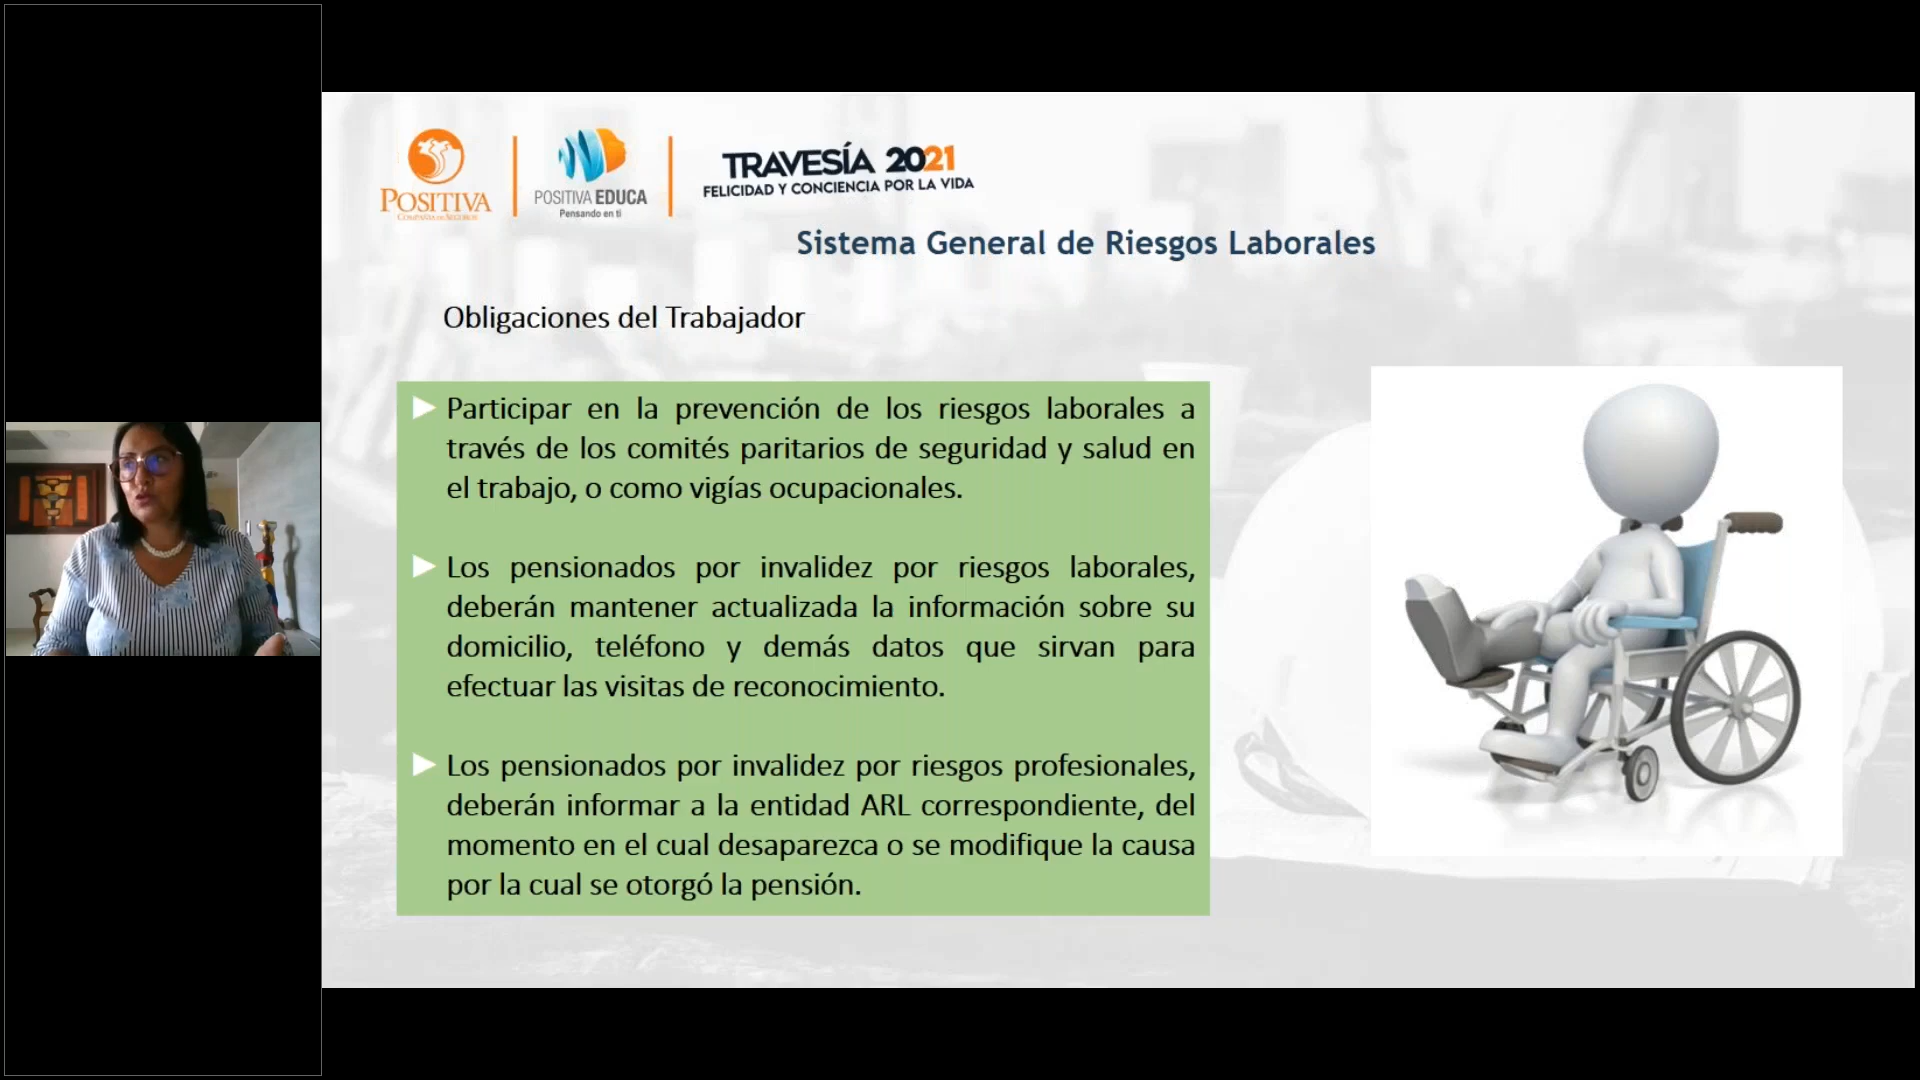 POSITIVA
COMPAÑÍA DE SEGUROS
POSITIVA EDUCA
Pensando en ti
TRAVESÍA 2021
FELICIDAD Y CONCIENCIA POR LA VIDA
Sistema General de Riesgos Laborales
Obligaciones del Trabajador
Participar en la prevención de los riesgos laborales a
través de los comités paritarios de seguridad y salud en
el trabajo, o como vigías ocupacionales.
Los pensionados por invalidez por riesgos laborales,
deberán mantener actualizada la información sobre su
domicilio, teléfono y demás datos que sirvan para
efectuar las visitas de reconocimiento.
Los pensionados por invalidez por riesgos profesionales,
deberán informar a la entidad ARL correspondiente, del
momento en el cual desaparezca o se modifique la causa
por la cual se otorgó la pensión.